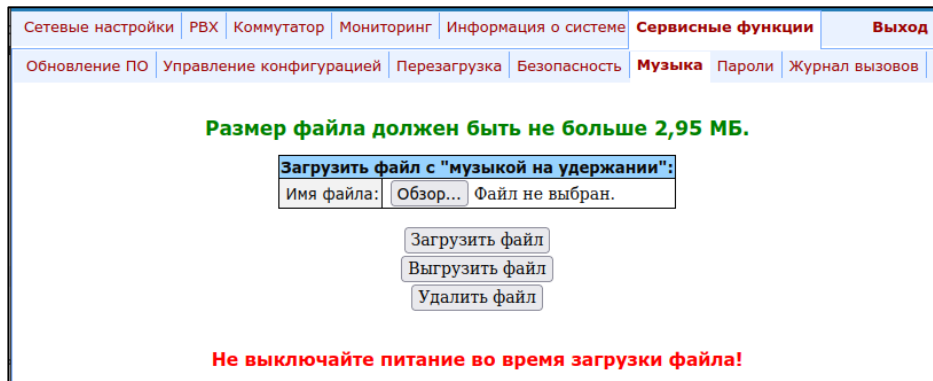 Сетевые настройки PBX Коммутатор Мониторинг Информация о системе Сервисные функции Выход
Обновление ПО Управление конфигурацией Перезагрузка Безопасность Музыка Пароли Журнал вызовов
Размер файла должен быть не больше 2,95 МБ.
Загрузить файл с "музыкой на удержании":
Имя файла: Обзор... Файл не выбран.
Загрузить файл
Выгрузить файл
Удалить файл
Не выключайте питание во время загрузки файла!